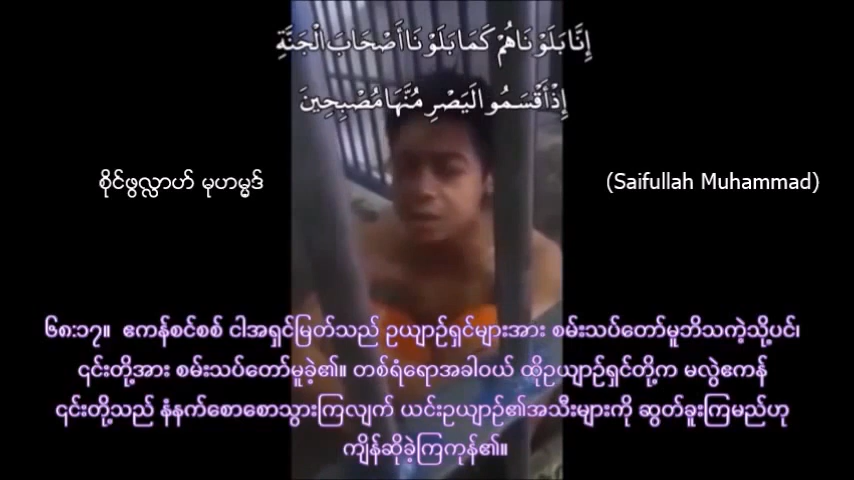 إِنَّا بَلَوْنَاهُمْ كَمَا بَلَوْنَا أَصْحَابَ الْجَنَّةِ
إِذْ أَقْسَمُوا لَيَصْرِمُنَّهَا مُصْبِحِينَ
စိုင်ဖွလ္လာဟ် မုဟမ္မဒ်
(Saifullah Muhammad)
၆၈:၁၇။ ဧကန်စင်စစ် ငါအရှင်မြတ်သည် ဥယျာဉ်ရှင်များအား စမ်းသပ်တော်မူဘိသကဲ့သို့ပင်၊
၎င်းတို့အား စမ်းသပ်တော်မူခဲ့၏။ တစ်ရံရောအခါဝယ် ထိုဥယျာဉ်ရှင်တို့က မလွဲဧကန်
၎င်းတို့သည် နံနက်စောစောသွားကြလျက် ယင်းဥယျာဉ်၏အသီးများကို ဆွတ်ခူးကြမည်ဟု
ကျိန်ဆိုခဲ့ကြကုန်၏။